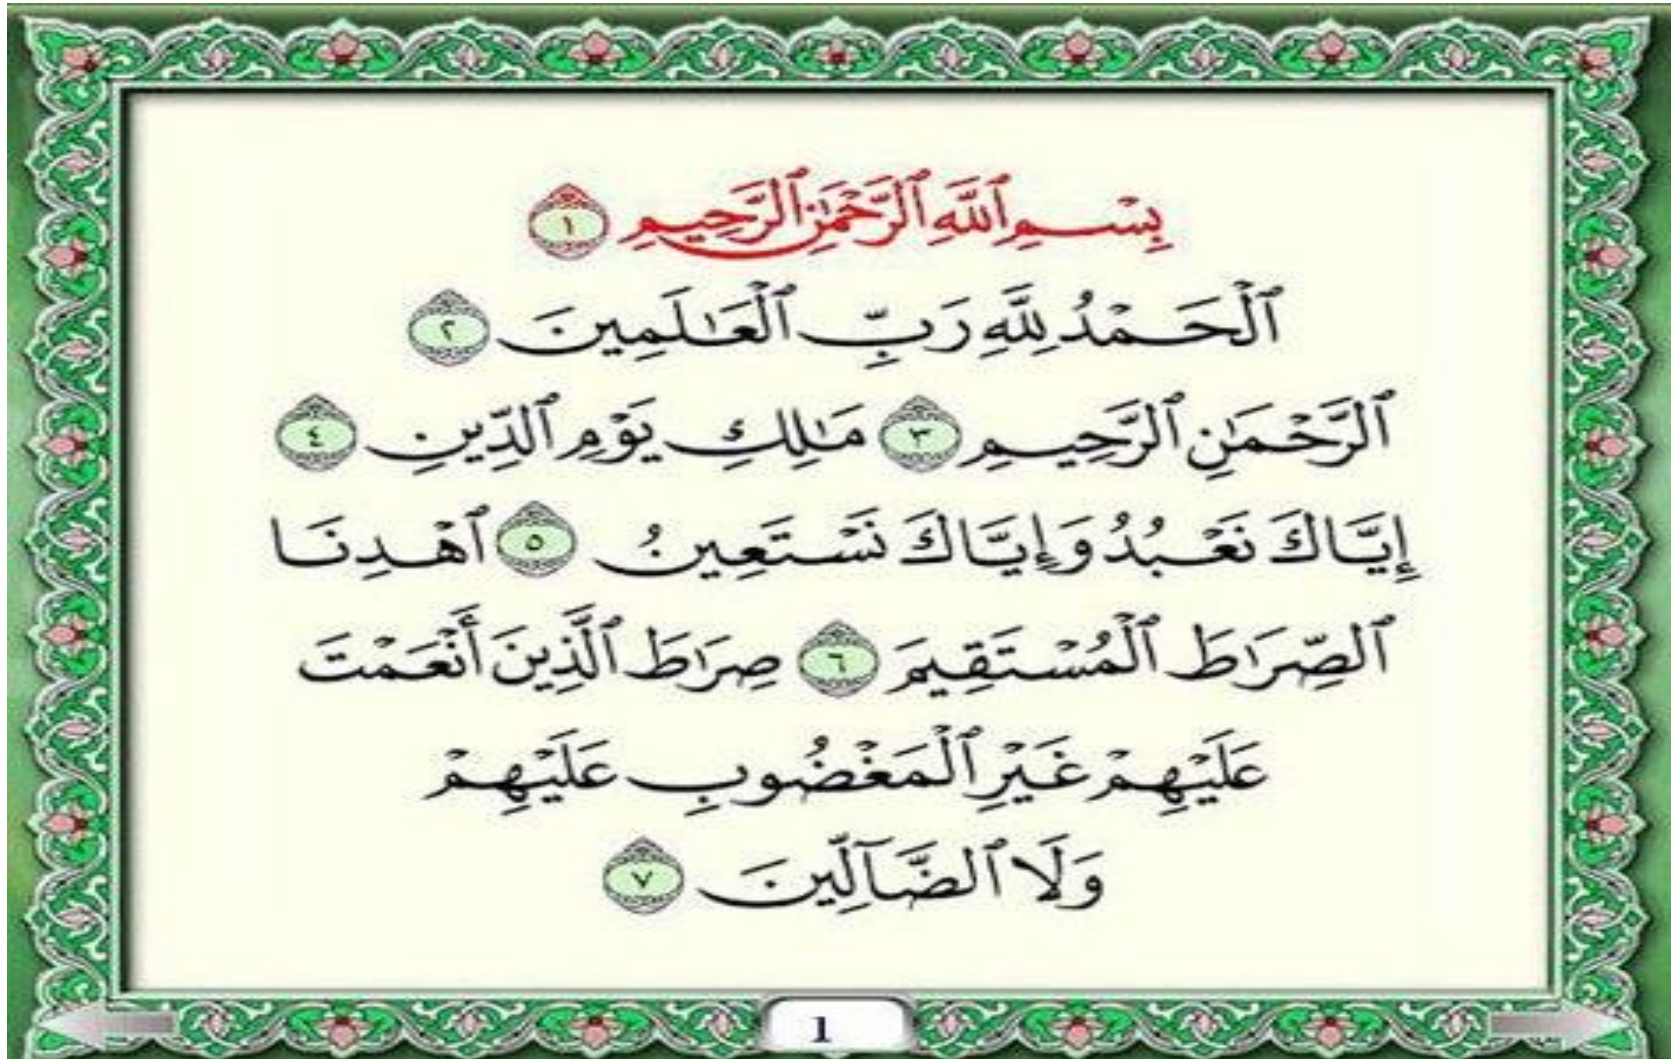 بِسْمِ ٱللَّهِ ٱلرَّحْمَٰنِ ٱلرَّحِيمِ ١
ٱلْحَمْدُ لِلَّهِ رَبِّ ٱلْعَٰلَمِينَ ٢
ٱلرَّحْمَٰنِ ٱلرَّحِيمِ ٣ مَٰلِكِ يَوْمِ ٱلدِّينِ ٤
إِيَّاكَ نَعْبُدُ وَإِيَّاكَ نَسْتَعِينُ ٥ ٱهْدِنَا
ٱلصِّرَٰطَ ٱلْمُسْتَقِيمَ ٦ صِرَٰطَ ٱلَّذِينَ أَنْعَمْتَ
عَلَيْهِمْ غَيْرِ ٱلْمَغْضُوبِ عَلَيْهِمْ
وَلَا ٱلضَّآلِّينَ ٧
1